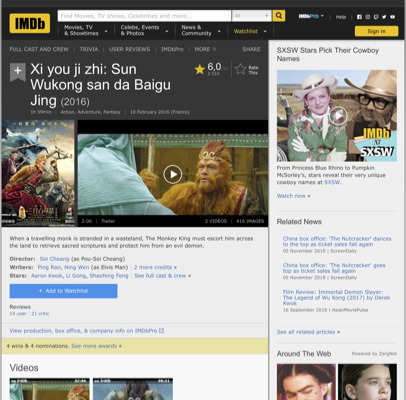 IMDb
Find Movies, TV shows, Celebrities and more...
All
IMDbPro
Help
Movies, TV
& Showtimes
Celebs, Events
& Photos
News &
Community
Watchlist
Sign in
FULL CAST AND CREW | TRIVIA | USER REVIEWS | IMDbPro | MORE
SHARE
Xi you ji zhi: Sun
Wukong san da Baigu
Jing (2016)
6,0
Rate
This
1h 59min | Action, Adventure, Fantasy | 10 February 2016 (France)
2:06 | Trailer
2 VIDEOS | 416 IMAGES
When a travelling monk is stranded in a wasteland, The Monkey King must escort him across
the land to retrieve sacred scriptures and protect him from an evil demon.
Director: Soi Cheang (as Pou-Soi Cheang)
Writers: Ping Ran, Ning Wen (as Elvis Man) | 2 more credits »
Stars: Aaron Kwok, Li Gong, Shaofeng Feng | See full cast & crew »
+ Add to Watchlist
Reviews
14 user | 21 critic
View production, box office, & company info on IMDbPro
4 wins & 4 nominations. See more awards »
Videos
SXSW Stars Pick Their Cowboy
Names
IMDb
AT
SXSW
From Princess Blue Rhino to Pumpkin
McSorley's, stars reveal their very
unique cowboy names at SXSW.
Watch now »
Related News
China box office: 'The Nutcracker' dances
to the top as ticket sales fall again
05 November 2018 | ScreenDaily
China box office: 'The Nutcracker' goes
top as ticket sales fall again
05 November 2018 | ScreenDaily
Film Review: Immortal Demon Slayer:
The Legend of Wu Kong (2017) by Derek
Kwok
16 September 2018 | AsianMoviePulse
See all related articles »
Around The Web
Powered by ZergNet